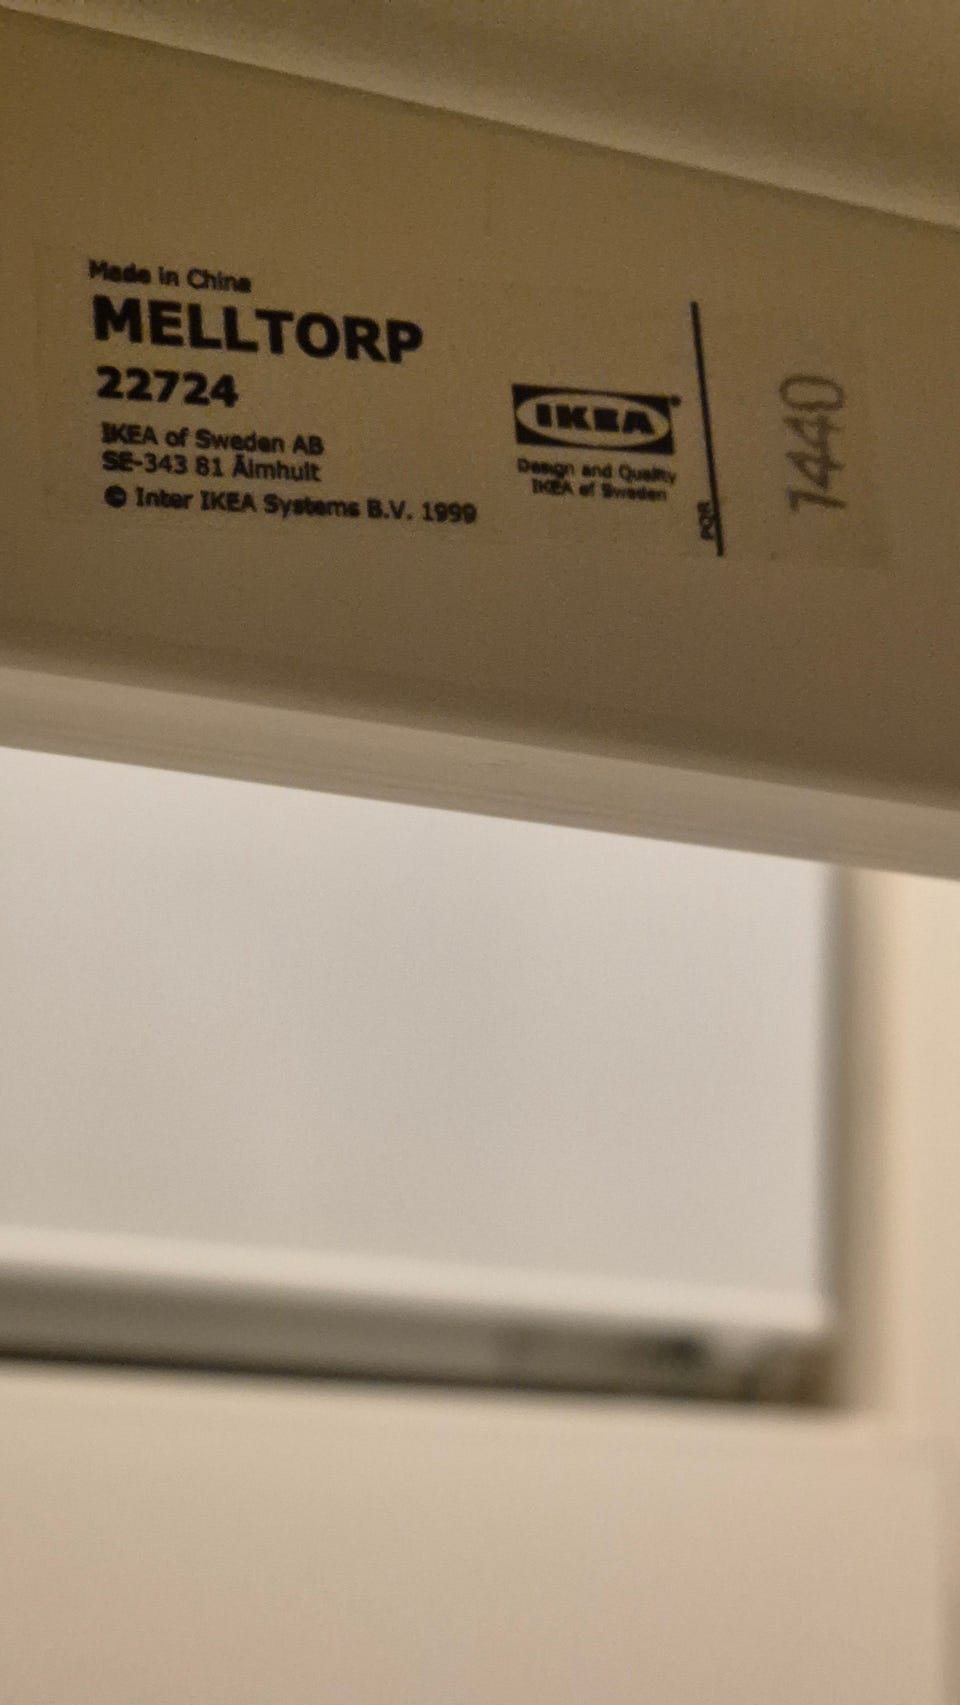 Made in China
MELLTORP
22724
IKEA of Sweden AB
SE-343 81 Älmhult
© Inter IKEA Systems B.V. 1999
IKEA®
Design and Quality
IKEA of Sweden
PQR
1440